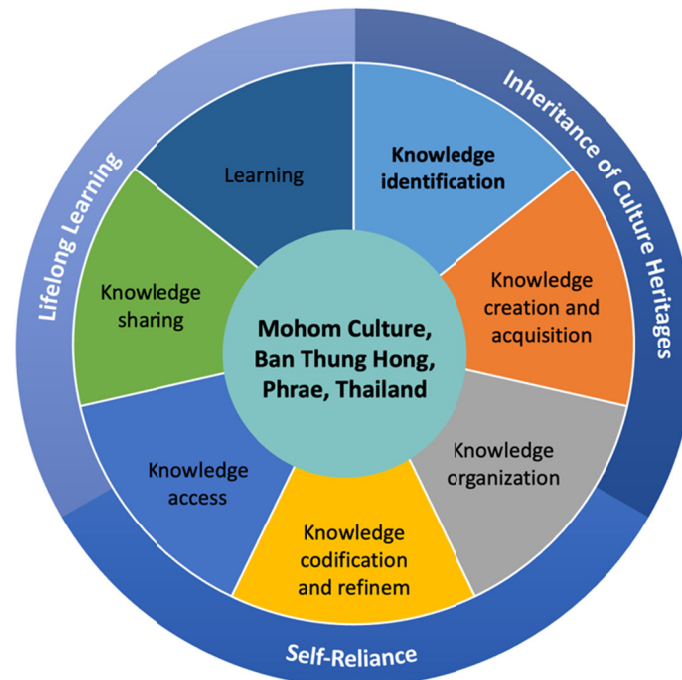 Mohom Culture,
Ban Thung Hong,
Phrae, Thailand
Knowledge
identification
Knowledge
creation and
acquisition
Knowledge
organization
Knowledge
codification
and refinem
Knowledge
access
Knowledge
sharing
Learning
Inheritance of Culture Heritages
Self-Reliance
Lifelong Learning